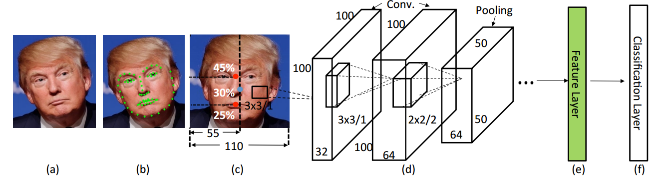 100
Conv.
100
Pooling
50
100
45%
30%
3x3/1
25%
55
110
3x3/1
2x2/2
50
32
100
64
64
...
Feature Layer
Classification Layer
(a)
(b)
(c)
(d)
(e)
(f)